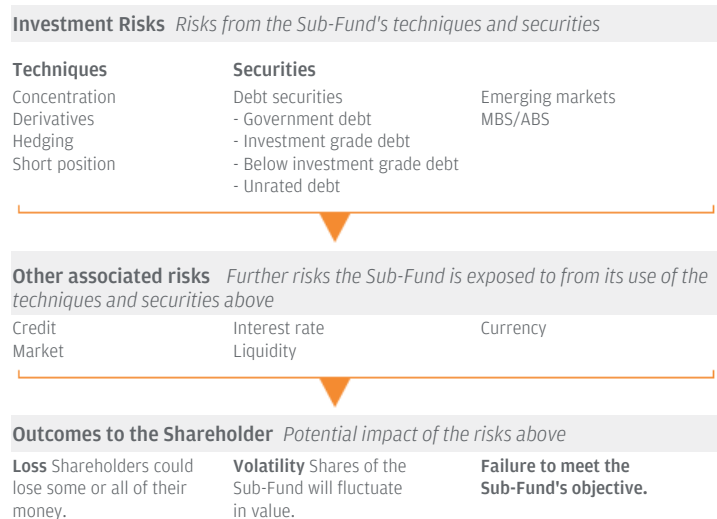 Investment Risks Risks from the Sub-Fund's techniques and securities
Techniques
Concentration
Derivatives
Hedging
Short position
Securities
Debt securities
- Government debt
- Investment grade debt
- Below investment grade debt
- Unrated debt
Emerging markets
MBS/ABS
Other associated risks Further risks the Sub-Fund is exposed to from its use of the
techniques and securities above
Credit
Market
Interest rate
Liquidity
Currency
Outcomes to the Shareholder Potential impact of the risks above
Loss Shareholders could
lose some or all of their
money.
Volatility Shares of the
Sub-Fund will fluctuate
in value.
Failure to meet the
Sub-Fund's objective.